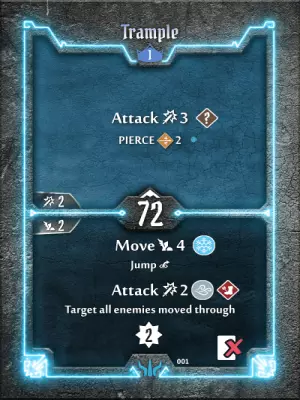 Trample
1
Attack 3 ?
PIERCE 2
2
72
2
Move 4
Jump
Attack 2
Target all enemies moved through
2
001